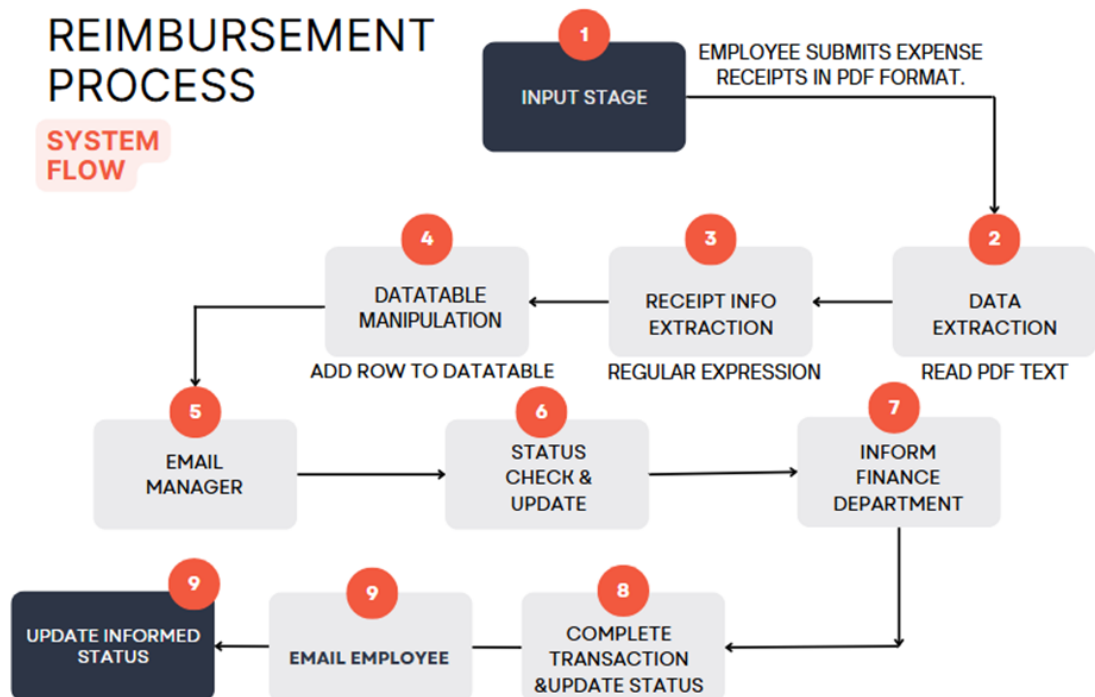 REIMBURSEMENT
PROCESS
SYSTEM
FLOW
1
INPUT STAGE
EMPLOYEE SUBMITS EXPENSE
RECEIPTS IN PDF FORMAT.
2
DATA
EXTRACTION
READ PDF TEXT
3
RECEIPT INFO
EXTRACTION
REGULAR EXPRESSION
4
DATATABLE
MANIPULATION
ADD ROW TO DATATABLE
5
EMAIL
MANAGER
6
STATUS
CHECK &
UPDATE
7
INFORM
FINANCE
DEPARTMENT
8
COMPLETE
TRANSACTION
&UPDATE STATUS
9
EMAIL EMPLOYEE
9
UPDATE INFORMED
STATUS